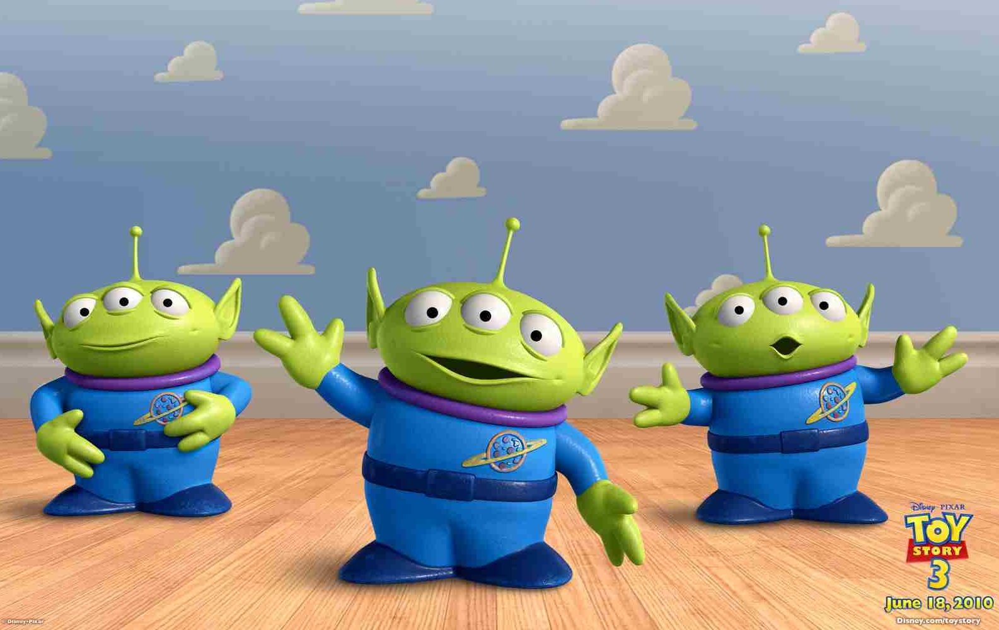 Disney PIXAR
TOY
STORY
3
June 18, 2010
Disney.com/toystory
© Disney•Pixar